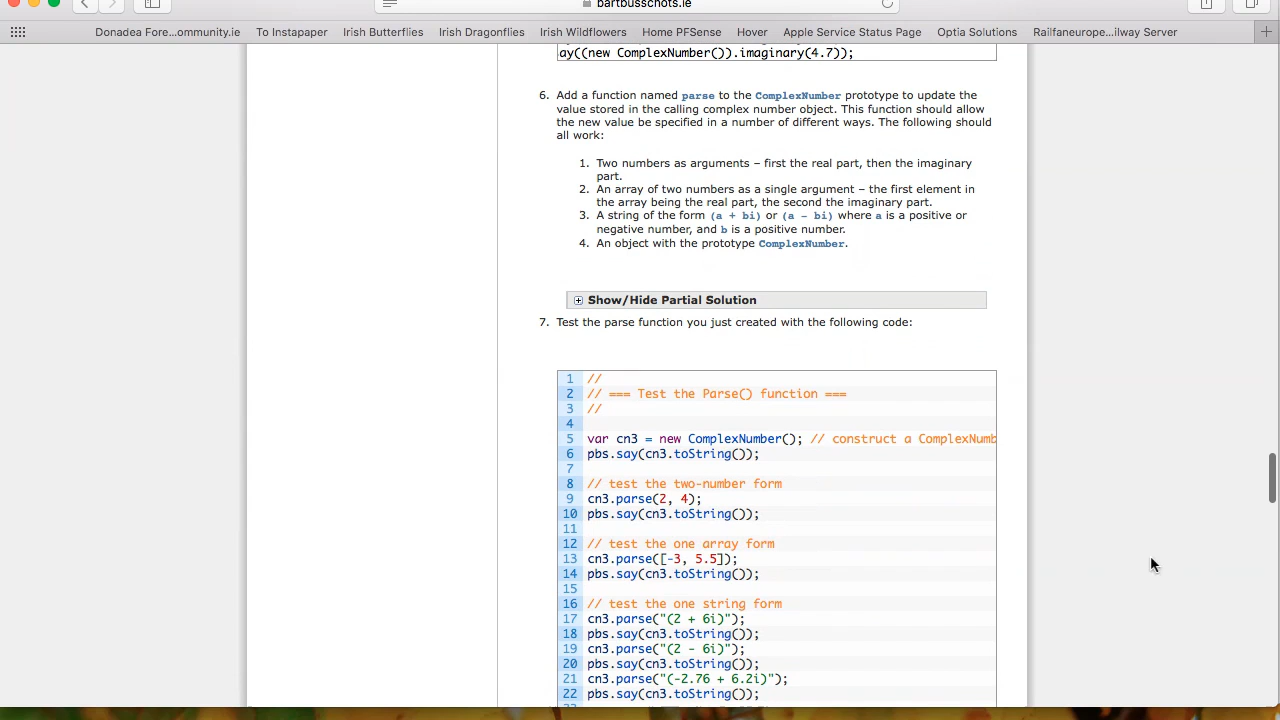 bartbusschots.ie
Donadea Fore...ommunity.ie To Instapaper Irish Butterflies Irish Dragonflies Irish Wildflowers Home PFSense Hover Apple Service Status Page Optia Solutions Railfaneurope...ilway Server
ay((new ComplexNumber()).imaginary(4.7));
6. Add a function named parse to the ComplexNumber prototype to update the
value stored in the calling complex number object. This function should allow
the new value be specified in a number of different ways. The following should
all work:
1. Two numbers as arguments – first the real part, then the imaginary
part.
2. An array of two numbers as a single argument – the first element in
the array being the real part, the second the imaginary part.
3. A string of the form (a + bi) or (a - bi) where a is a positive or
negative number, and b is a positive number.
4. An object with the prototype ComplexNumber.
Show/Hide Partial Solution
7. Test the parse function you just created with the following code:
1 //
2 // === Test the Parse() function ===
3 //
4
5 var cn3 = new ComplexNumber(); // construct a ComplexNumb
6 pbs.say(cn3.toString());
7
8 // test the two-number form
9 cn3.parse(2, 4);
10 pbs.say(cn3.toString());
11
12 // test the one array form
13 cn3.parse([-3, 5.5]);
14 pbs.say(cn3.toString());
15
16 // test the one string form
17 cn3.parse("(2 + 6i)");
18 pbs.say(cn3.toString());
19 cn3.parse("(2 - 6i)");
20 pbs.say(cn3.toString());
21 cn3.parse("(-2.76 + 6.2i)");
22 pbs.say(cn3.toString());